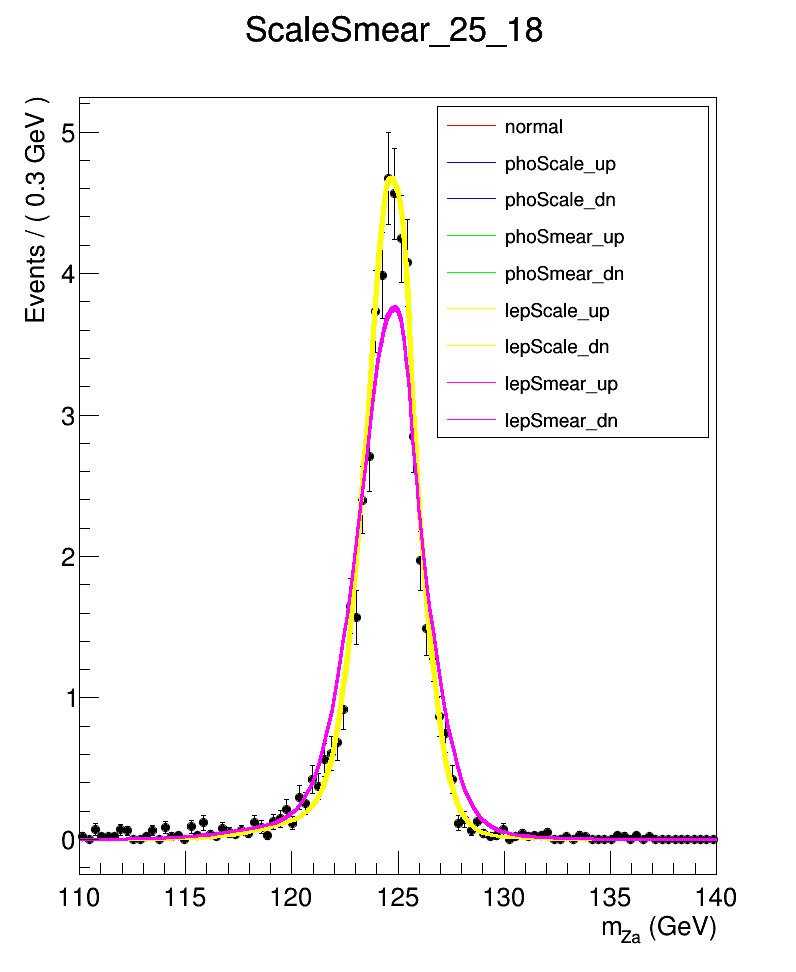 ScaleSmear_25_18
Events / ( 0.3 GeV )
5
4
3
2
1
0
normal
phoScale_up
phoScale_dn
phoSmear_up
phoSmear_dn
lepScale_up
lepScale_dn
lepSmear_up
lepSmear_dn
110 115 120 125 130 135 140
m_Za (GeV)